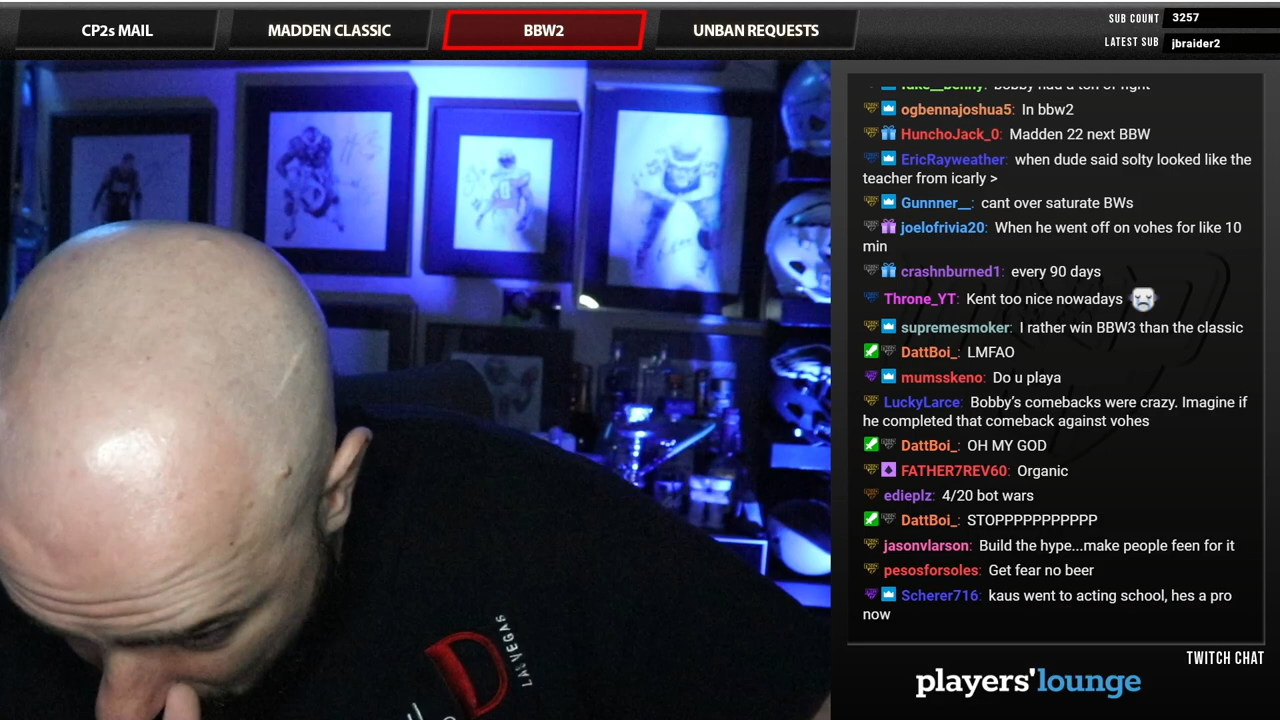 CP2s MAIL
MADDEN CLASSIC
BBW2
UNBAN REQUESTS
SUB COUNT 3257
LATEST SUB jbraider2
ogbennajoshua5: In bbw2
HunchoJack_0: Madden 22 next BBW
EricRayweather: when dude said solty looked like the
teacher from icarly >
Gunnner__: cant over saturate BWs
joelofrivia20: When he went off on vohes for like 10
min
crashnburned1: every 90 days
Throne_YT: Kent too nice nowadays
supremesmoker: I rather win BBW3 than the classic
DattBoi_: LMFAO
mumsskeno: Do u playa
LuckyLarce: Bobby's comebacks were crazy. Imagine if
he completed that comeback against vohes
DattBoi_: OH MY GOD
FATHER7REV60: Organic
edieplz: 4/20 bot wars
DattBoi_: STOPPPPPPPPPPP
jasonvlarson: Build the hype...make people feen for it
pesosforsoles: Get fear no beer
Scherer716: kaus went to acting school, hes a pro
now
TWITCH CHAT
players'lounge
LAS VEGAS
D